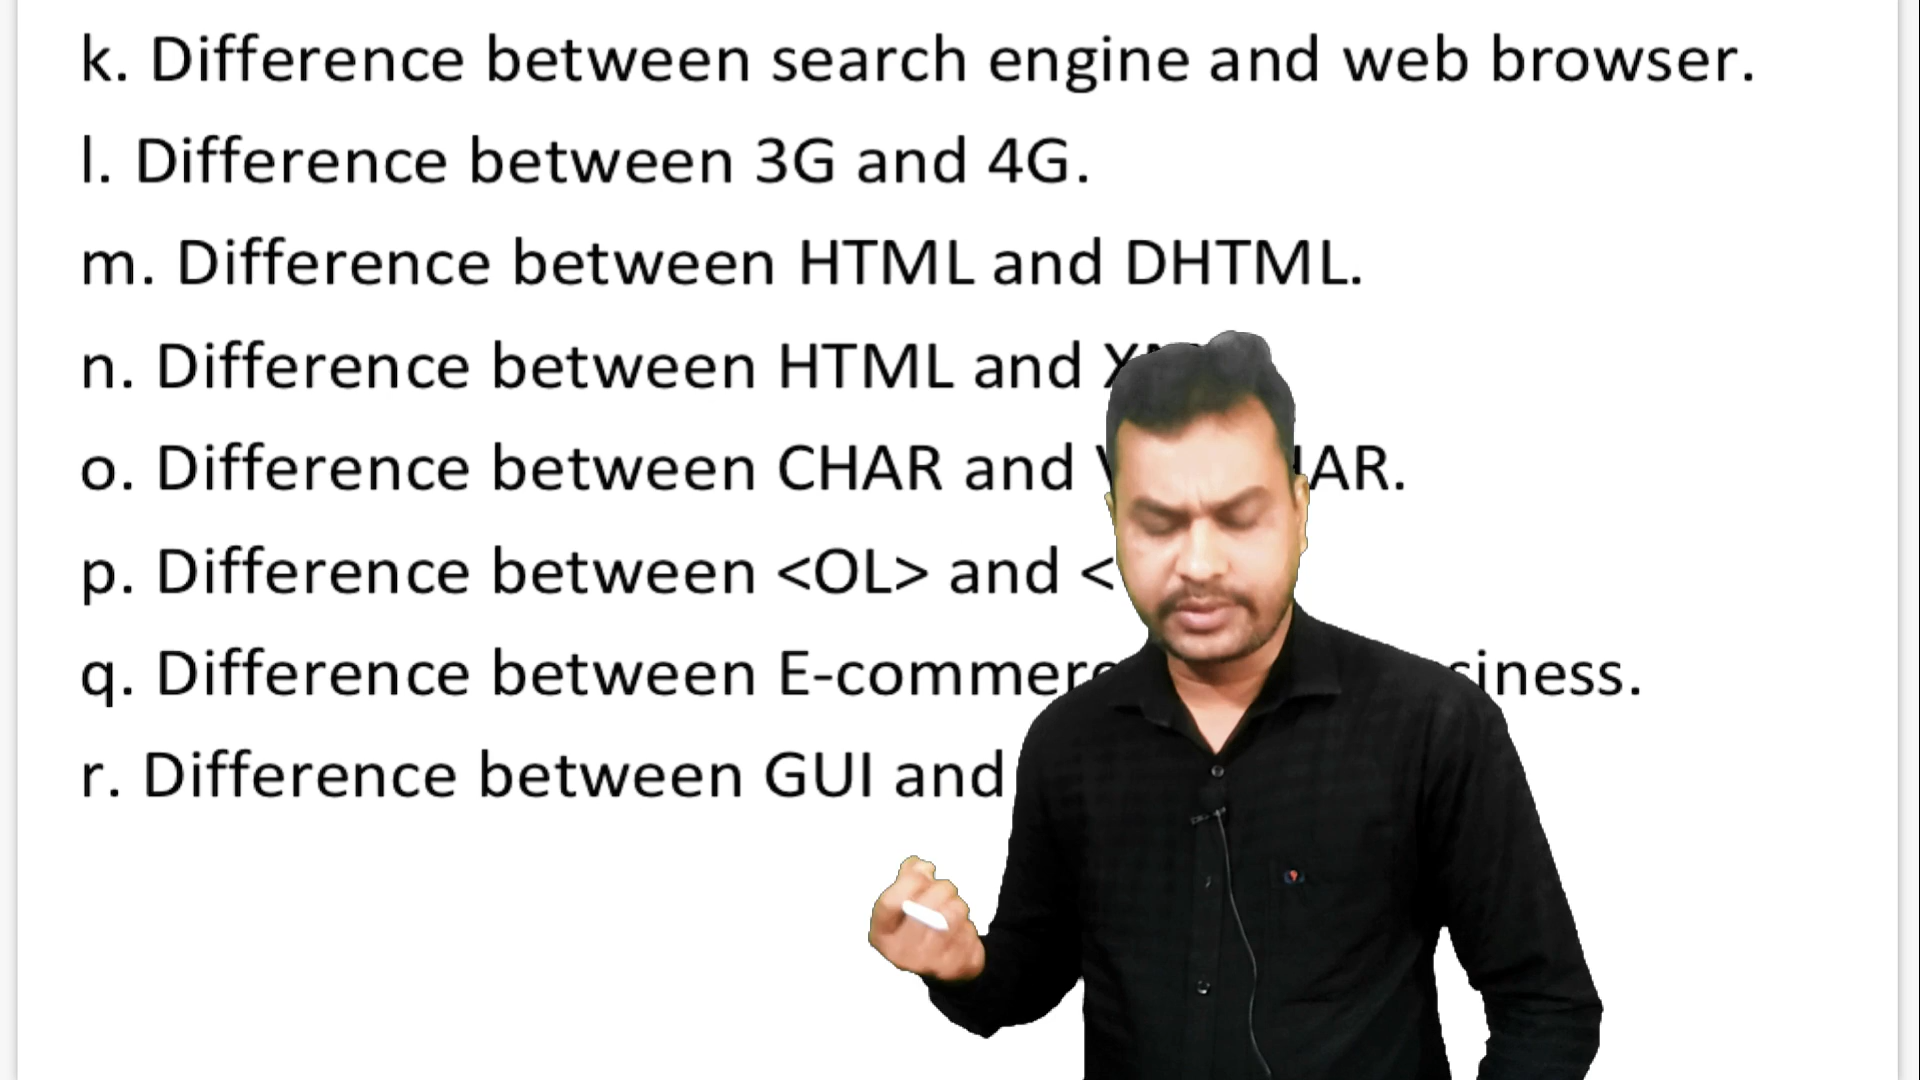 k. Difference between search engine and web browser.
l. Difference between 3G and 4G.
m. Difference between HTML and DHTML.
n. Difference between HTML and
o. Difference between CHAR and
p. Difference between <OL> and <
q. Difference between
r. Difference between GUI and